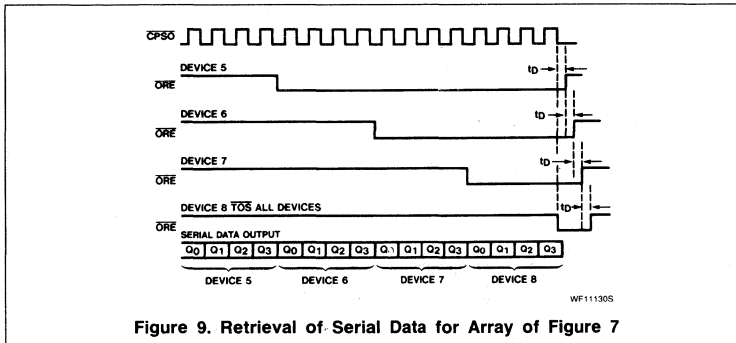 CPSO
DEVICE 5
tD
ORE
DEVICE 6
tD
ORE
DEVICE 7
tD
ORE
DEVICE 8 TOS ALL DEVICES
tD
ORE
SERIAL DATA OUTPUT
Q0 Q1 Q2 Q3 Q0 Q1 Q2 Q3 Q0 Q1 Q2 Q3 Q0 Q1 Q2 Q3
DEVICE 5 DEVICE 6 DEVICE 7 DEVICE 8
WF11130S
Figure 9. Retrieval of Serial Data for Array of Figure 7